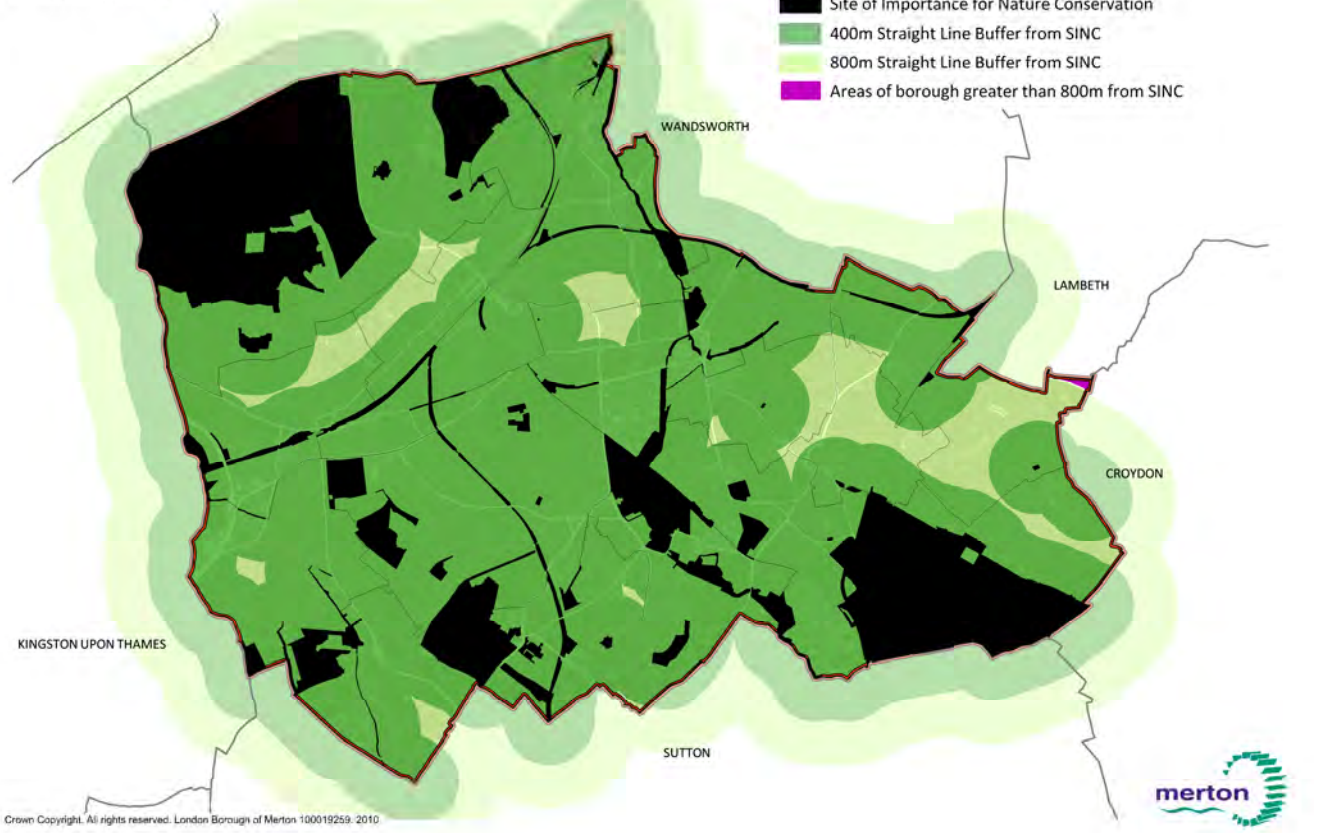 Site of Importance for Nature Conservation
400m Straight Line Buffer from SINC
800m Straight Line Buffer from SINC
Areas of borough greater than 800m from SINC
WANDSWORTH
LAMBETH
CROYDON
KINGSTON UPON THAMES
SUTTON
merton
Crown Copyright. All rights reserved. London Borough of Merton 100019259. 2010